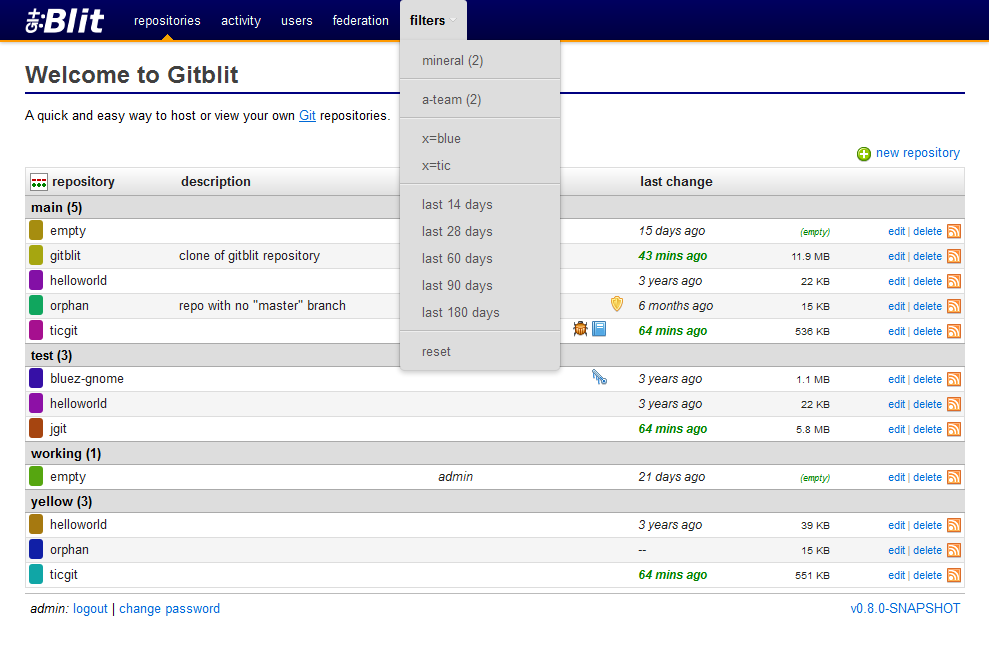 git:Blit repositories activity users federation filters
mineral (2)
a-team (2)
x=blue
x=tic
last 14 days
last 28 days
last 60 days
last 90 days
last 180 days
reset
Welcome to Gitblit
A quick and easy way to host or view your own Git repositories.
new repository
repository description last change
main (5)
empty 15 days ago (empty) edit | delete
gitblit clone of gitblit repository 43 mins ago 11.9 MB edit | delete
helloworld 3 years ago 22 KB edit | delete
orphan repo with no "master" branch 6 months ago 15 KB edit | delete
ticgit 64 mins ago 536 KB edit | delete
test (3)
bluez-gnome 3 years ago 1.1 MB edit | delete
helloworld 3 years ago 22 KB edit | delete
jgit 64 mins ago 5.8 MB edit | delete
working (1)
empty admin 21 days ago (empty) edit | delete
yellow (3)
helloworld 3 years ago 39 KB edit | delete
orphan -- 15 KB edit | delete
ticgit 64 mins ago 551 KB edit | delete
admin: logout | change password v0.8.0-SNAPSHOT